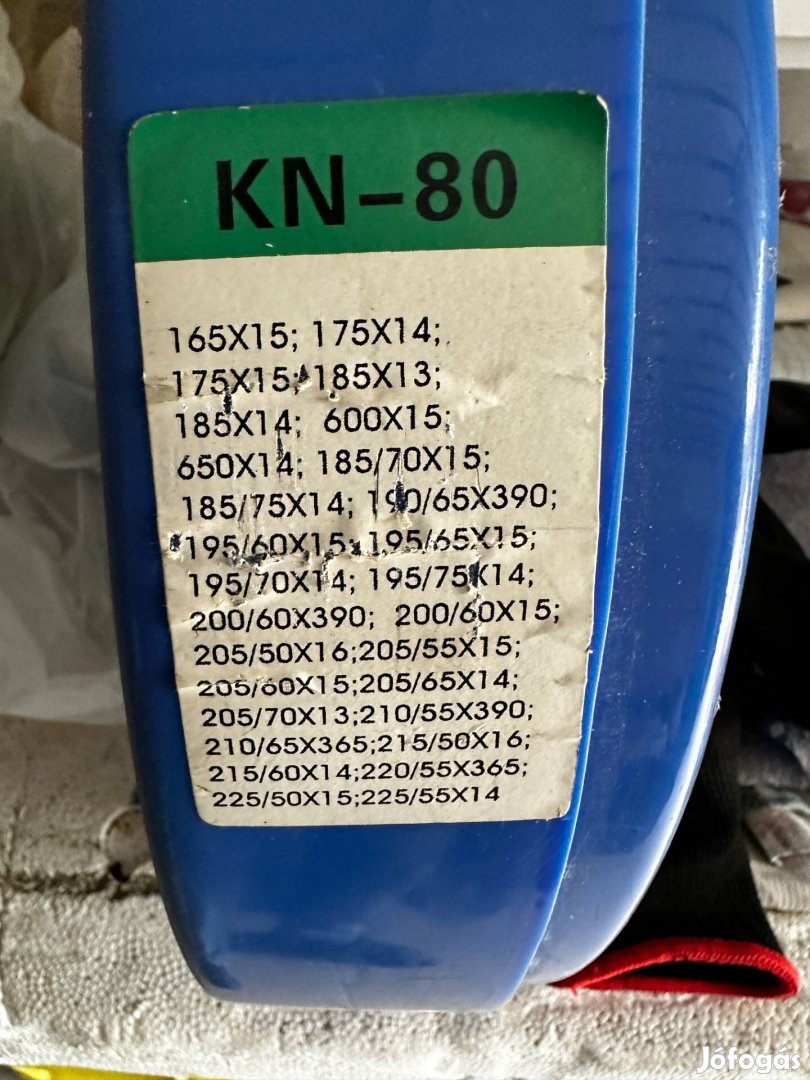 KN-80
165X15; 175X14;
175X15; 185X13;
185X14; 600X15;
650X14; 185/70X15;
185/75X14; 190/65X390;
195/60X15; 195/65X15;
195/70X14; 195/75X14;
200/60X390; 200/60X15;
205/50X16;205/55X15;
205/60X15;205/65X14;
205/70X13;210/55X390;
210/65X365;215/50X16;
215/60X14;220/55X365;
225/50X15;225/55X14
Jófogás